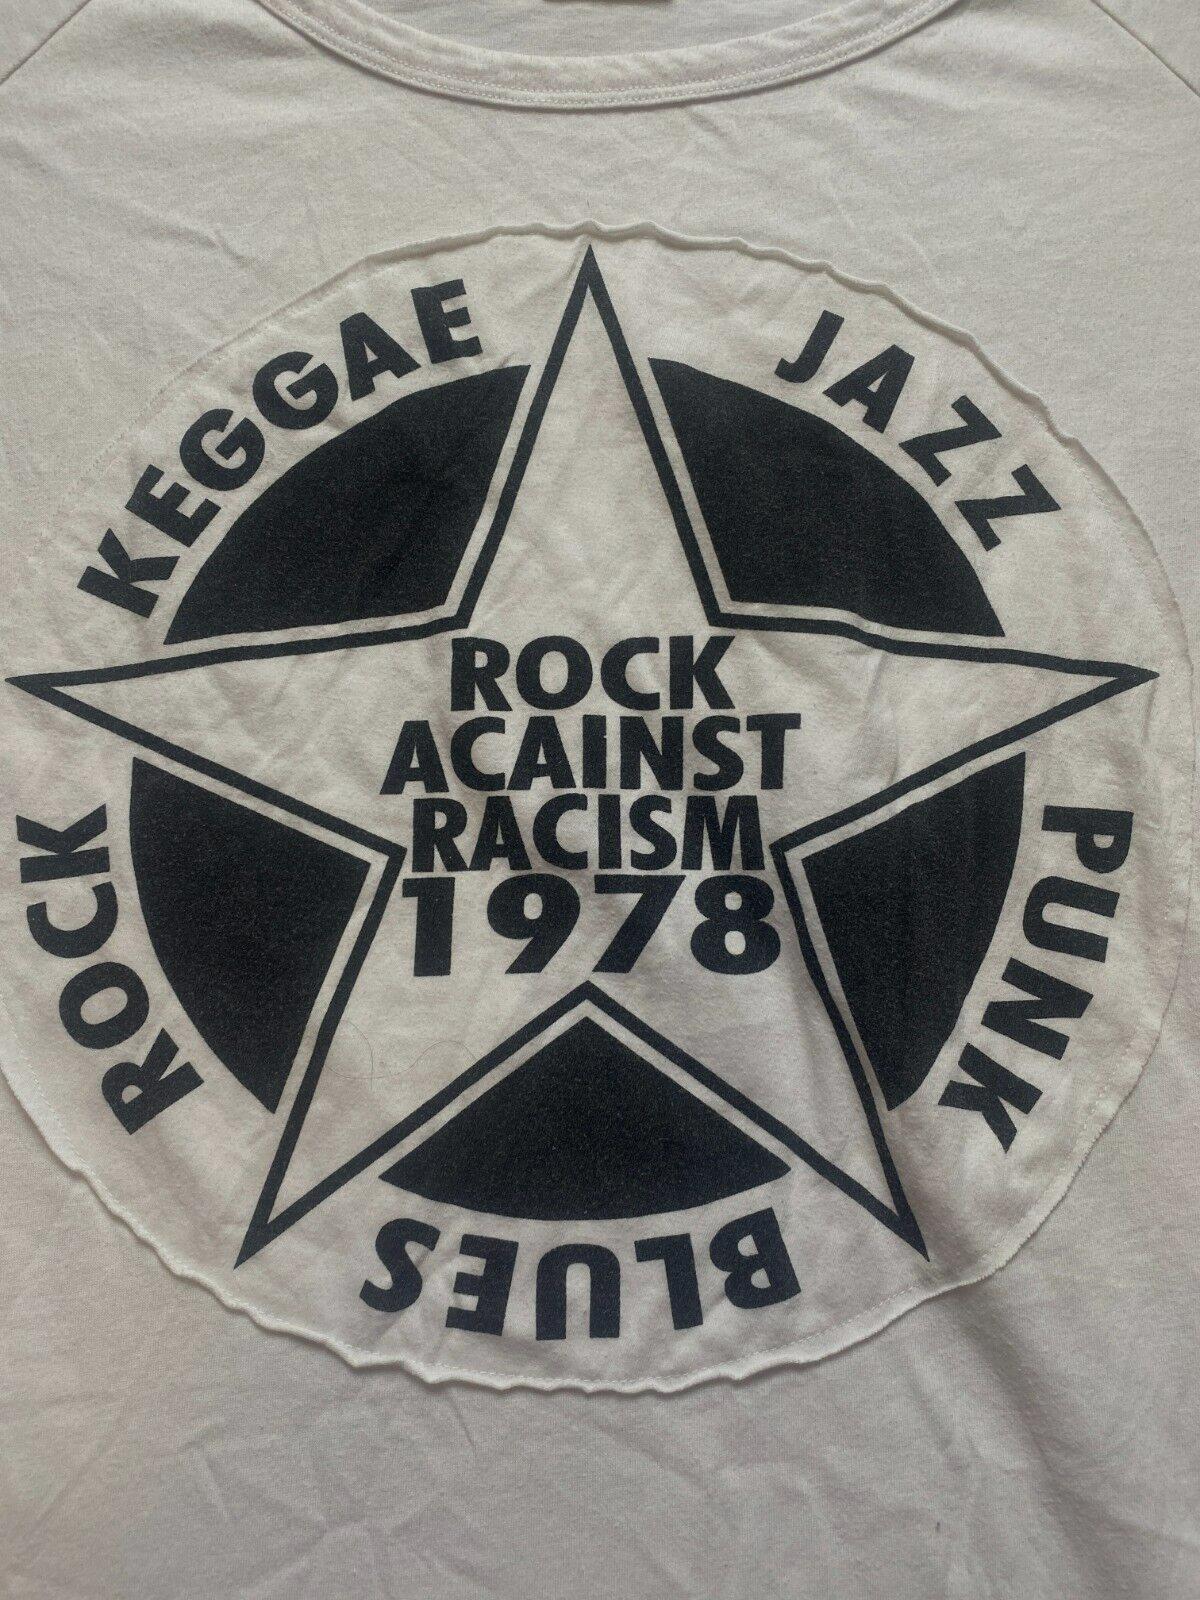 KEGGAE
JAZZ
PUNK
BLUES
ROCK
ROCK
ACAINST
RACISM
1978